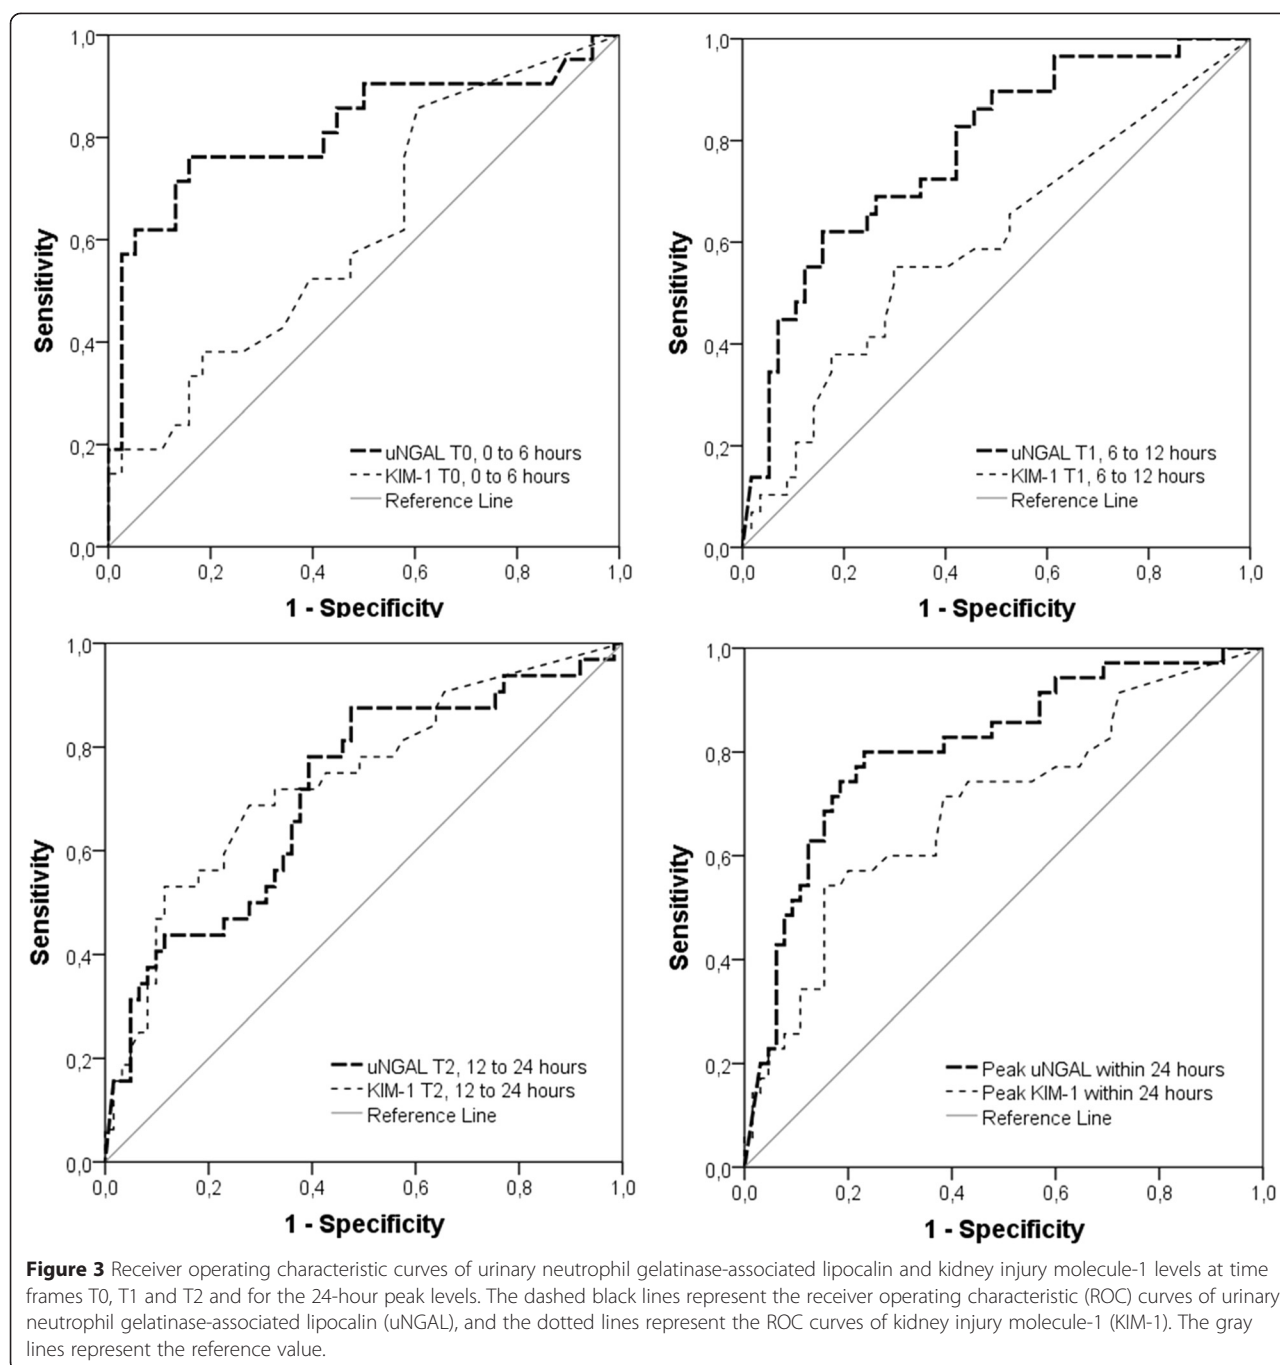 1,0
0,8
0,6
0,4
0,2
0,0
Sensitivity
uNGAL T0, 0 to 6 hours
KIM-1 T0, 0 to 6 hours
Reference Line
0,0 0,2 0,4 0,6 0,8 1,0
1 - Specificity
1,0
0,8
0,6
0,4
0,2
0,0
Sensitivity
uNGAL T1, 6 to 12 hours
KIM-1 T1, 6 to 12 hours
Reference Line
0,0 0,2 0,4 0,6 0,8 1,0
1 - Specificity
1,0
0,8
0,6
0,4
0,2
0,0
Sensitivity
uNGAL T2, 12 to 24 hours
KIM-1 T2, 12 to 24 hours
Reference Line
0,0 0,2 0,4 0,6 0,8 1,0
1 - Specificity
1,0
0,8
0,6
0,4
0,2
0,0
Sensitivity
Peak uNGAL within 24 hours
Peak KIM-1 within 24 hours
Reference Line
0,0 0,2 0,4 0,6 0,8 1,0
1 - Specificity
Figure 3 Receiver operating characteristic curves of urinary neutrophil gelatinase-associated lipocalin and kidney injury molecule-1 levels at time
frames T0, T1 and T2 and for the 24-hour peak levels. The dashed black lines represent the receiver operating characteristic (ROC) curves of urinary
neutrophil gelatinase-associated lipocalin (uNGAL), and the dotted lines represent the ROC curves of kidney injury molecule-1 (KIM-1). The gray
lines represent the reference value.